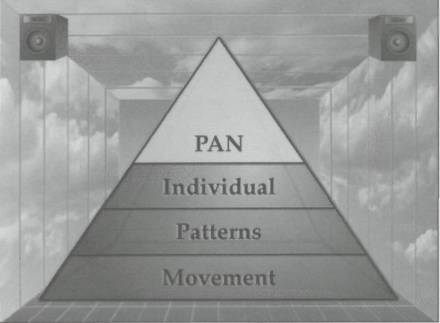 PAN
Individual
Patterns
Movement